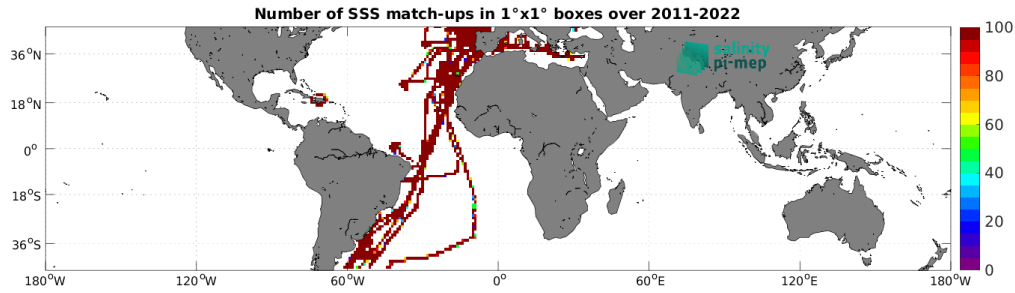 Number of SSS match-ups in 1°x1° boxes over 2011-2022
100
36°N
salinity
pi-mep
80
18°N
60
0°
40
18°S
20
36°S
0
180°W 120°W 60°W 0° 60°E 120°E 180°W